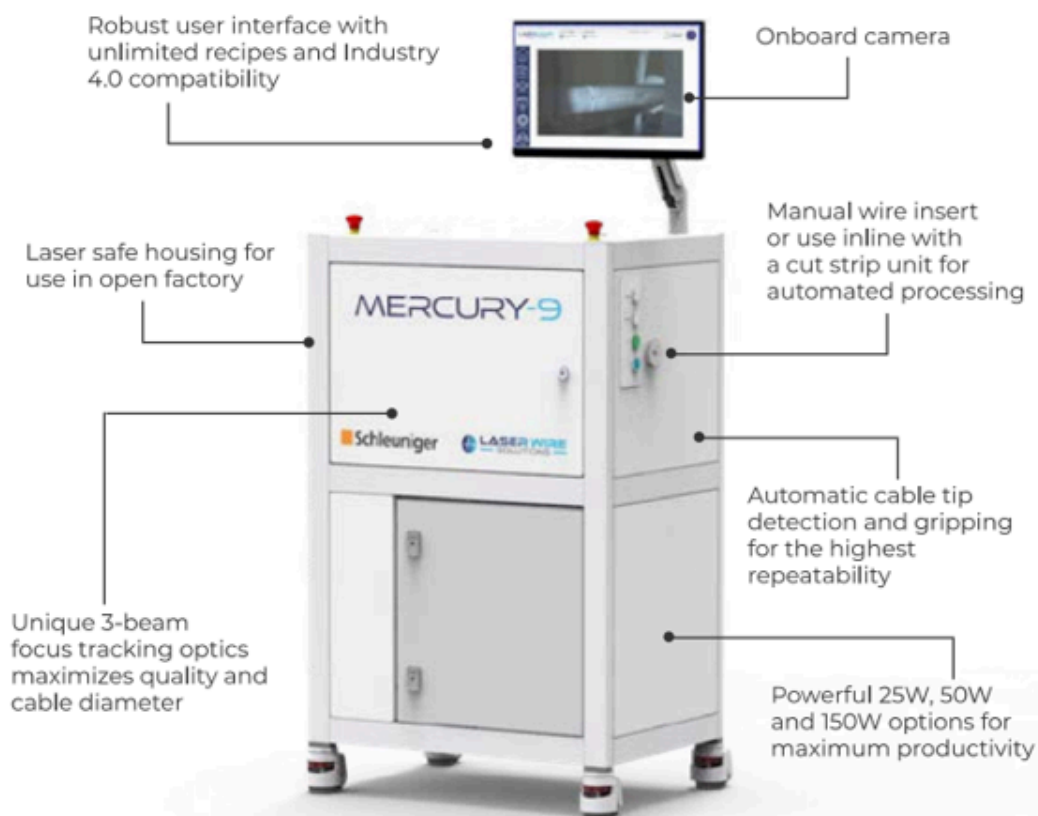 Robust user interface with
unlimited recipes and Industry
4.0 compatibility
Onboard camera
Laser safe housing for
use in open factory
Manual wire insert
or use inline with
a cut strip unit for
automated processing
MERCURY-9
Schleuniger
LASER WIRE
SOLUTIONS
Automatic cable tip
detection and gripping
for the highest
repeatability
Unique 3-beam
focus tracking optics
maximizes quality and
cable diameter
Powerful 25W, 50W
and 150W options for
maximum productivity